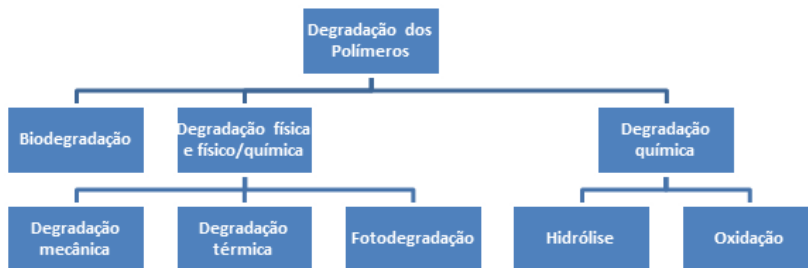 Degradação dos
Polímeros
Biodegradação
Degradação física
e físico/química
Degradação
química
Degradação
mecânica
Degradação
térmica
Fotodegradação
Hidrólise
Oxidação